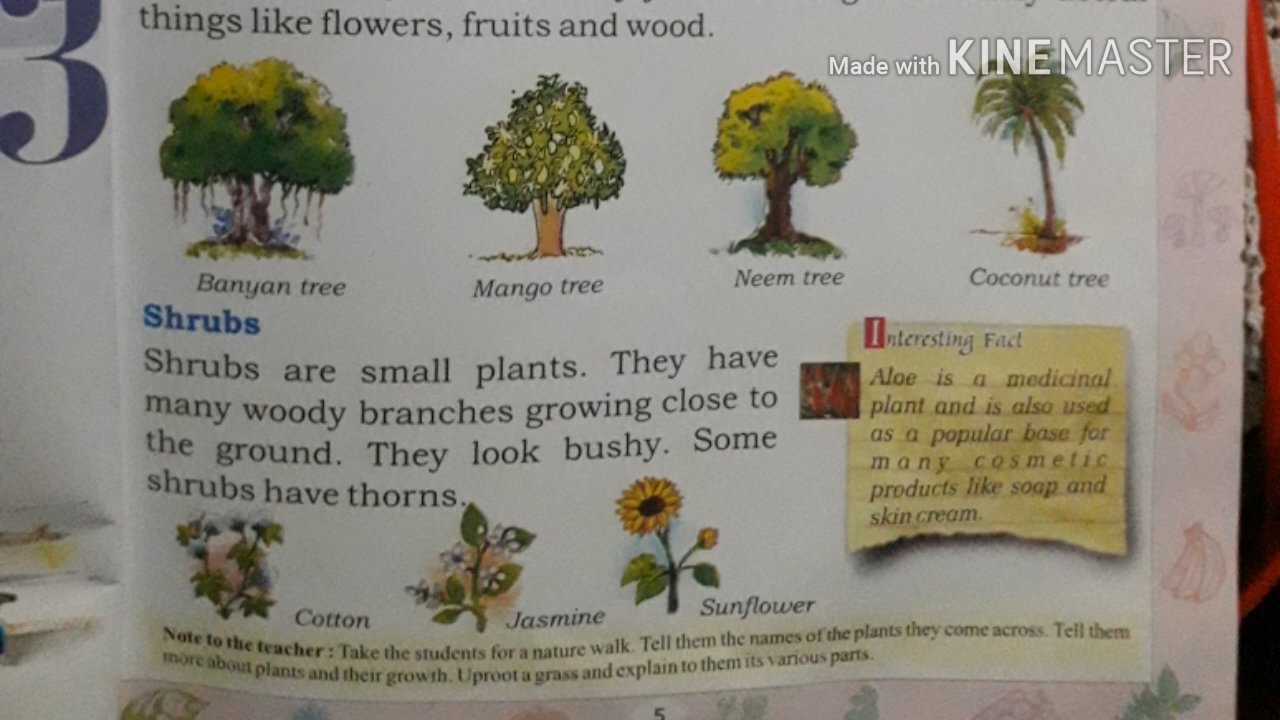 things like flowers, fruits and wood.
Made with KINEMASTER
Banyan tree
Mango tree
Neem tree
Coconut tree
Shrubs
Shrubs are small plants. They have
many woody branches growing close to
the ground. They look bushy. Some
shrubs have thorns.
Interesting Fact
Aloe is a medicinal
plant and is also used
as a popular base for
many cosmetic
products like soap and
skin cream.
Cotton
Jasmine
Sunflower
Note to the teacher : Take the students for a nature walk. Tell them the names of the plants they come across. Tell them
more about plants and their growth. Uproot a grass and explain to them its various parts.
5
3